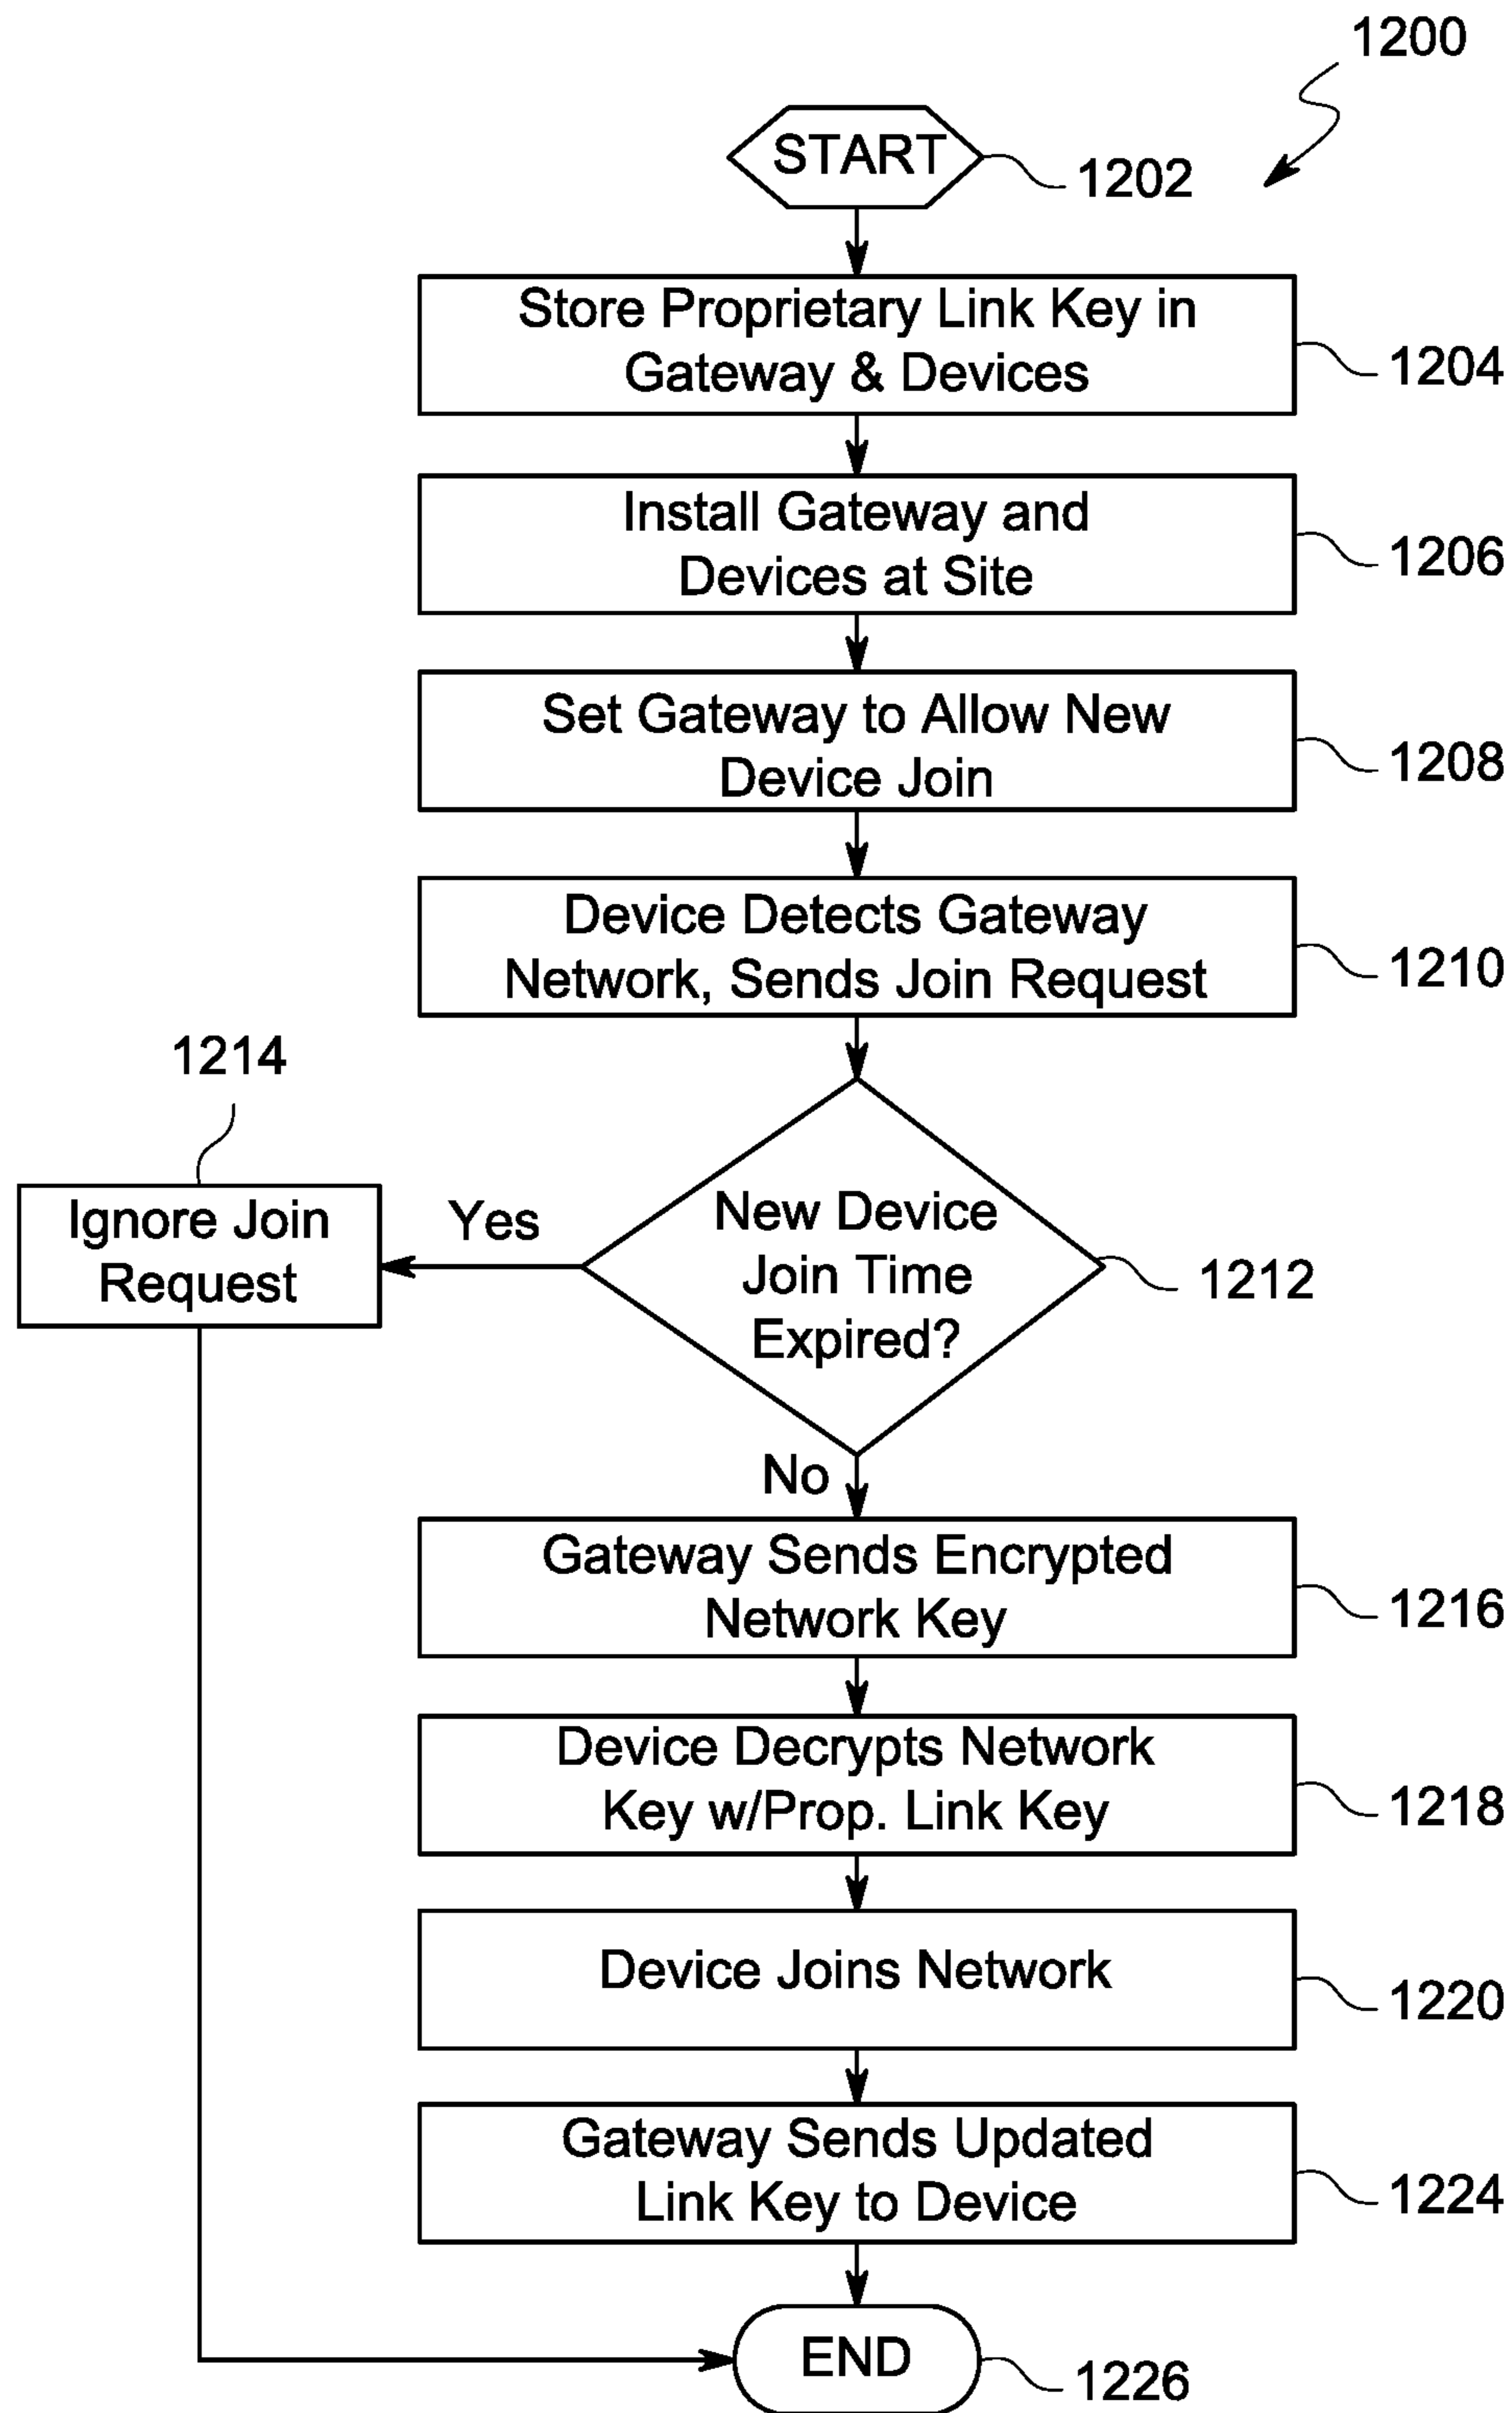 1200
START
1202
Store Proprietary Link Key in
Gateway & Devices
1204
Install Gateway and
Devices at Site
1206
Set Gateway to Allow New
Device Join
1208
Device Detects Gateway
Network, Sends Join Request
1210
1214
Ignore Join
Request
Yes
New Device
Join Time
Expired?
1212
No
Gateway Sends Encrypted
Network Key
1216
Device Decrypts Network
Key w/Prop. Link Key
1218
Device Joins Network
1220
Gateway Sends Updated
Link Key to Device
1224
END
1226